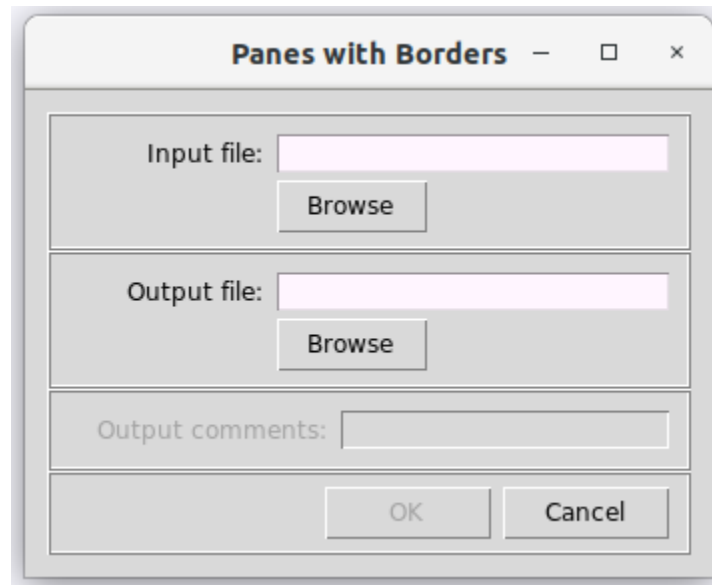 Panes with Borders
Input file:
Browse
Output file:
Browse
Output comments:
OK Cancel